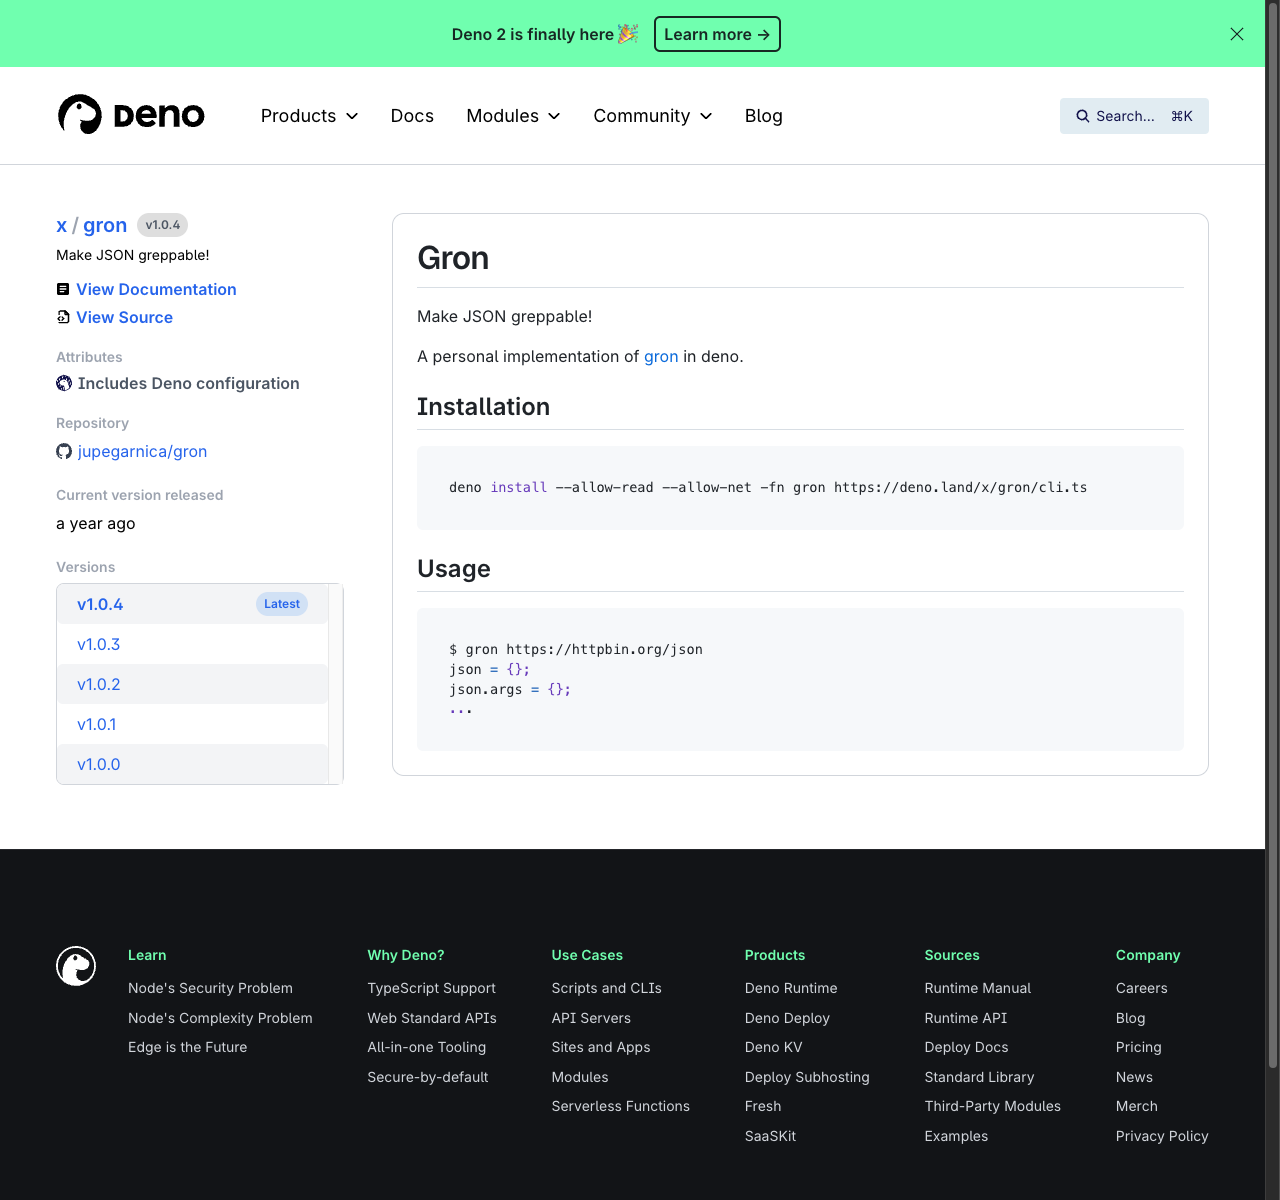 Deno 2 is finally here🎉 Learn more →
DENO
Products
Docs
Modules
Community
Blog
Search... ⌘K
x / gron v1.0.4
Make JSON greppable!
View Documentation
View Source
Attributes
Includes Deno configuration
Repository
jupegarnica/gron
Current version released
a year ago
Versions
v1.0.4 Latest
v1.0.3
v1.0.2
v1.0.1
v1.0.0
Gron
Make JSON greppable!
A personal implementation of gron in deno.
Installation
deno install --allow-read --allow-net -fn gron https://deno.land/x/gron/cli.ts
Usage
$ gron https://httpbin.org/json
json = {};
json.args = {};
...
Learn
Node's Security Problem
Node's Complexity Problem
Edge is the Future
Why Deno?
TypeScript Support
Web Standard APIs
All-in-one Tooling
Secure-by-default
Use Cases
Scripts and CLIs
API Servers
Sites and Apps
Modules
Serverless Functions
Products
Deno Runtime
Deno Deploy
Deno KV
Deploy Subhosting
Fresh
SaaSKit
Sources
Runtime Manual
Runtime API
Deploy Docs
Standard Library
Third-Party Modules
Examples
Company
Careers
Blog
Pricing
News
Merch
Privacy Policy